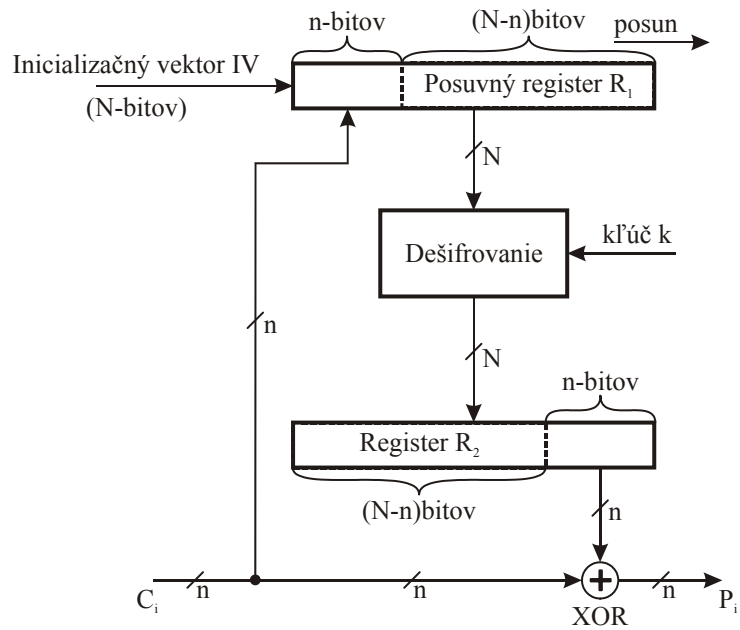 n-bitov
(N-n)bitov
posun
Inicializačný vektor IV
(N-bitov)
Posuvný register R₁
N
Dešifrovanie
kľúč k
n
N
n-bitov
Register R₂
(N-n)bitov
n
n
n
n
Cᵢ
XOR
Pᵢ